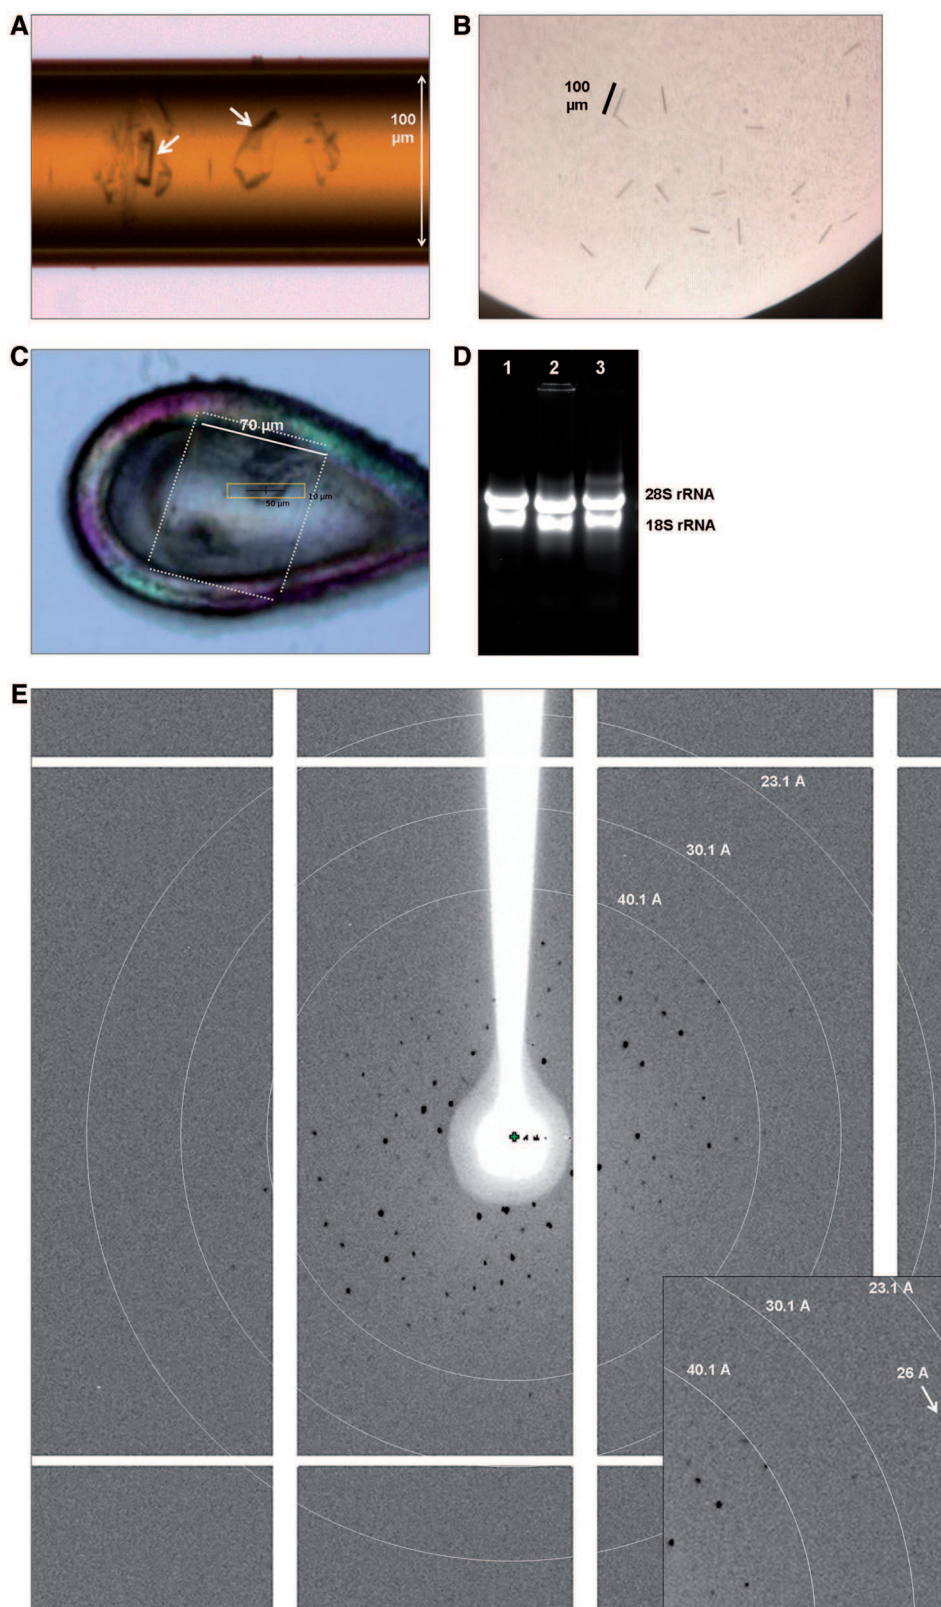 A
100
µm
B
100
µm
C
70 µm
50 µm
10 µm
D
1 2 3
28S rRNA
18S rRNA
E
23.1 A
30.1 A
40.1 A
23.1 A
30.1 A
40.1 A
26 A